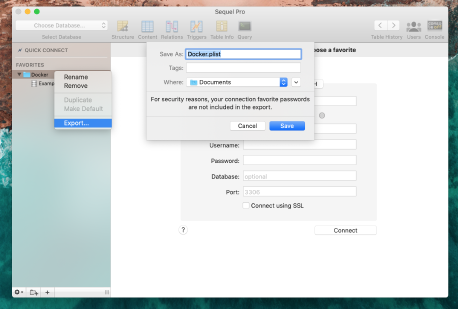 Sequel Pro
Choose Database...
Select Database
Structure Content Relations Triggers Table Info Query
Table History Users Console
QUICK CONNECT
FAVORITES
Docker
Examp
Rename
Remove
Duplicate
Make Default
Export...
oose a favorite
Save As: Docker.plist
Tags:
Where: Documents
For security reasons, your connection favorite passwords
are not included in the export.
Cancel Save
H
Username:
Password:
Database: optional
Port: 3306
Connect using SSL
? Connect